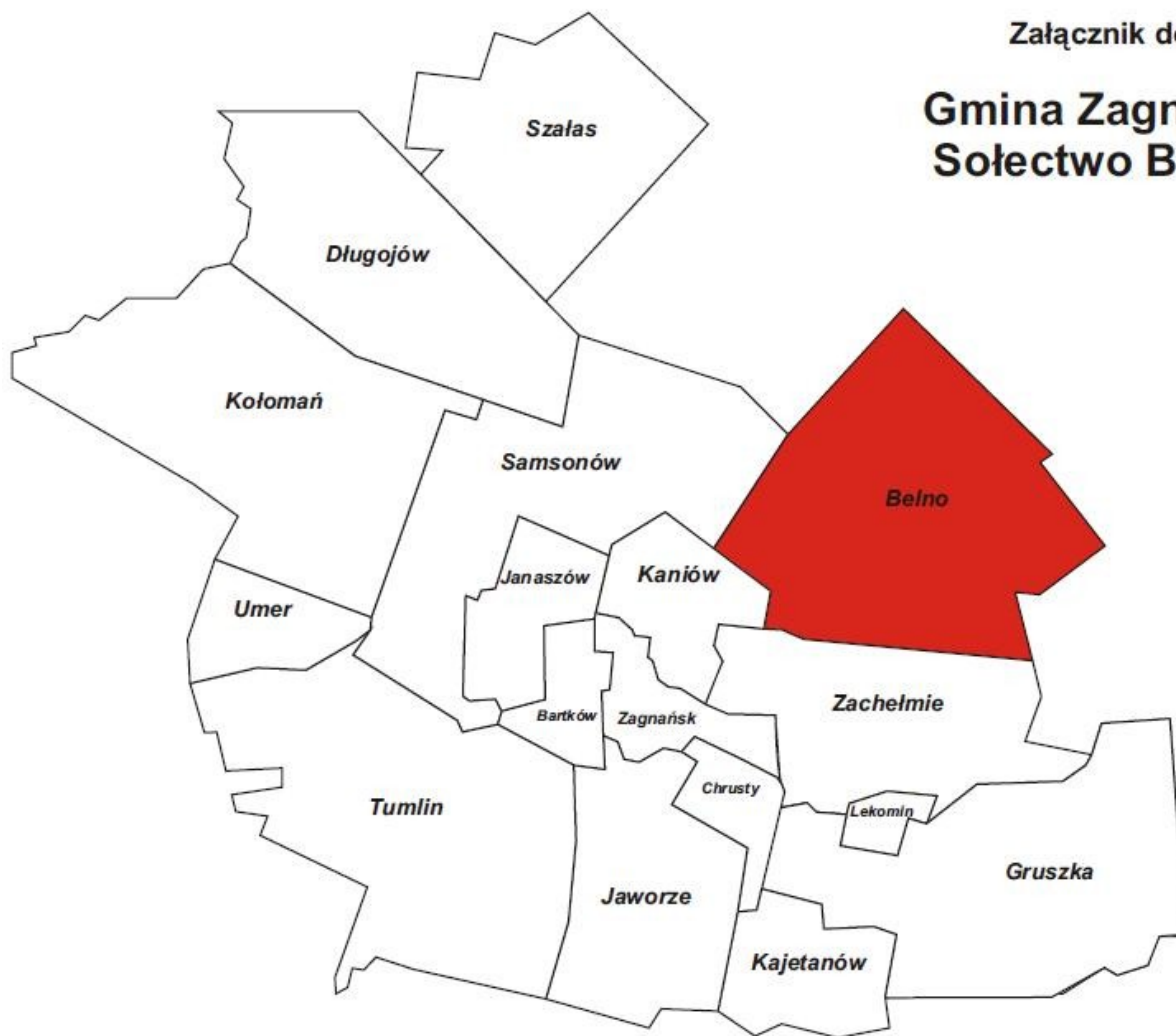 Załącznik d
Gmina Zagn
Sołectwo B
Szałas
Długojów
Kołomań
Samsonów
Belno
Janaszów
Kaniów
Umer
Zachełmie
Bartków
Zagnańsk
Chrusty
Tumlin
Lekomin
Gruszka
Jaworze
Kajetanów